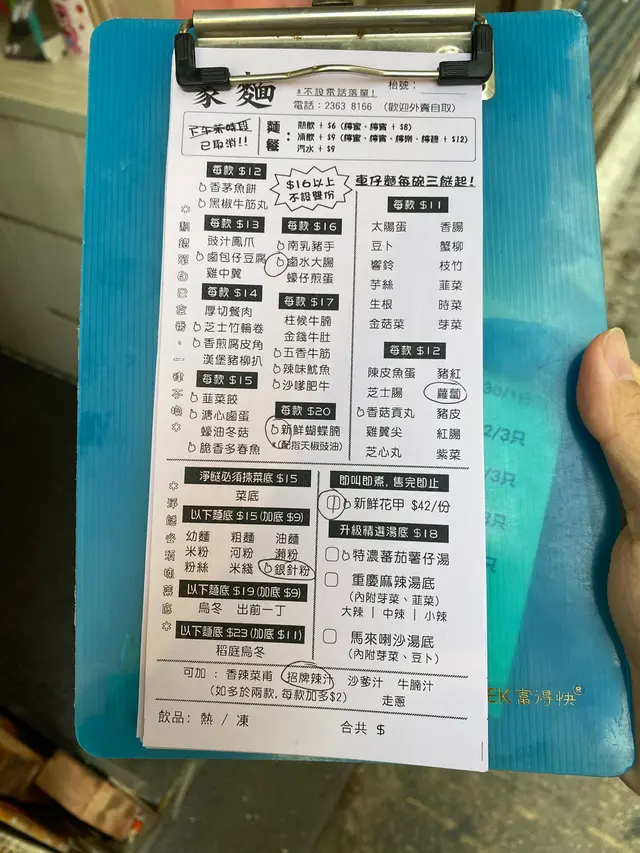 麵
*不設電話落單!
枱號:
電話:2363 8166 (歡迎外賣自取)
下午茶時段
已取消!!
麵餐:
熱飲 + $6 (檸蜜、檸賓 + $8)
凍飲 + $9 (檸蜜、檸賓、檸樂、檸碧 + $12)
汽水 + $9
每款 $12
香茅魚餅
黑椒牛筋丸
$16以上
不設雙份
車仔麵每碗三餸起!
每款 $13
豉汁鳳爪
鹵包仔豆腐
雞中翼
每款 $14
厚切餐肉
芝士竹輪卷
香煎腐皮角
漢堡豬柳扒
每款 $15
韮菜餃
溏心鹵蛋
蠔油冬菇
脆香多春魚
每款 $16
南乳豬手
鹵水大腸
蠔仔煎蛋
每款 $17
柱候牛腩
金錢牛肚
五香牛筋
辣味魷魚
沙嗲肥牛
每款 $20
新鮮蝴蝶腩
*(配指天椒豉油)
每款 $11
太陽蛋 香腸
豆卜 蟹柳
響鈴 枝竹
芋絲 韮菜
生根 時菜
金菇菜 芽菜
每款 $12
陳皮魚蛋 豬紅
芝士腸 蘿蔔
香菇貢丸 豬皮
雞翼尖 紅腸
芝心丸 紫菜
淨餸必須揀菜底 $15
菜底
以下麵底 $15(加底 $9)
幼麵 粗麵 油麵
米粉 河粉 瀨粉
粉絲 米綫 銀針粉
以下麵底 $19(加底 $9)
烏冬 出前一丁
以下麵底 $23(加底 $11)
稻庭烏冬
即叫即煮, 售完即止
新鮮花甲 $42/份
升級精選湯底 $18
特濃番茄薯仔湯
重慶麻辣湯底
(內附芽菜、韮菜)
大辣 | 中辣 | 小辣
馬來喇沙湯底
(內附芽菜、豆卜)
可加 : 香辣菜甫 招牌辣汁 沙爹汁 牛腩汁
(如多於兩款, 每款加多$2) 走蔥
飲品: 熱 / 凍
合共 $
EK 富得快®